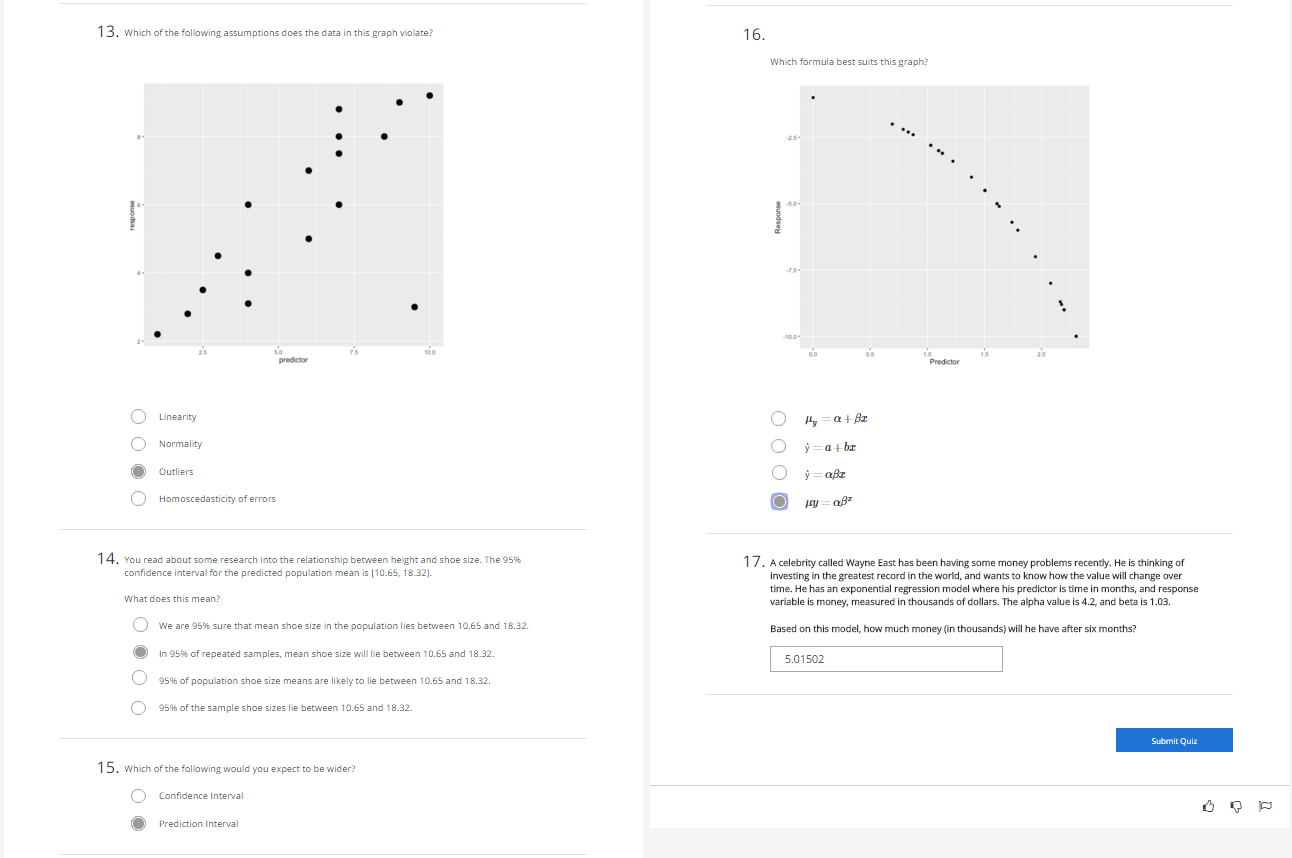 13. Which of the following assumptions does the data in this graph violate?
8
6
4
2
response
2.5 5.0 7.5 10.0
predictor
Linearity
Normality
Outliers
Homoscedasticity of errors
14. You read about some research into the relationship between height and shoe size. The 95%
confidence interval for the predicted population mean is [10.65, 18.32].
What does this mean?
We are 95% sure that mean shoe size in the population lies between 10.65 and 18.32.
In 95% of repeated samples, mean shoe size will lie between 10.65 and 18.32.
95% of population shoe size means are likely to lie between 10.65 and 18.32.
95% of the sample shoe sizes lie between 10.65 and 18.32.
15. Which of the following would you expect to be wider?
Confidence Interval
Prediction Interval
16.
Which formula best suits this graph?
-2.5
-5.0
-7.5
-10.0
Response
0.0 0.5 1.0 1.5 2.0
Predictor
μy = α + βx
ŷ = a + bx
ŷ = αβx
μy = αβ^x
17. A celebrity called Wayne East has been having some money problems recently. He is thinking of
investing in the greatest record in the world, and wants to know how the value will change over
time. He has an exponential regression model where his predictor is time in months, and response
variable is money, measured in thousands of dollars. The alpha value is 4.2, and beta is 1.03.
Based on this model, how much money (in thousands) will he have after six months?
5.01502
Submit Quiz